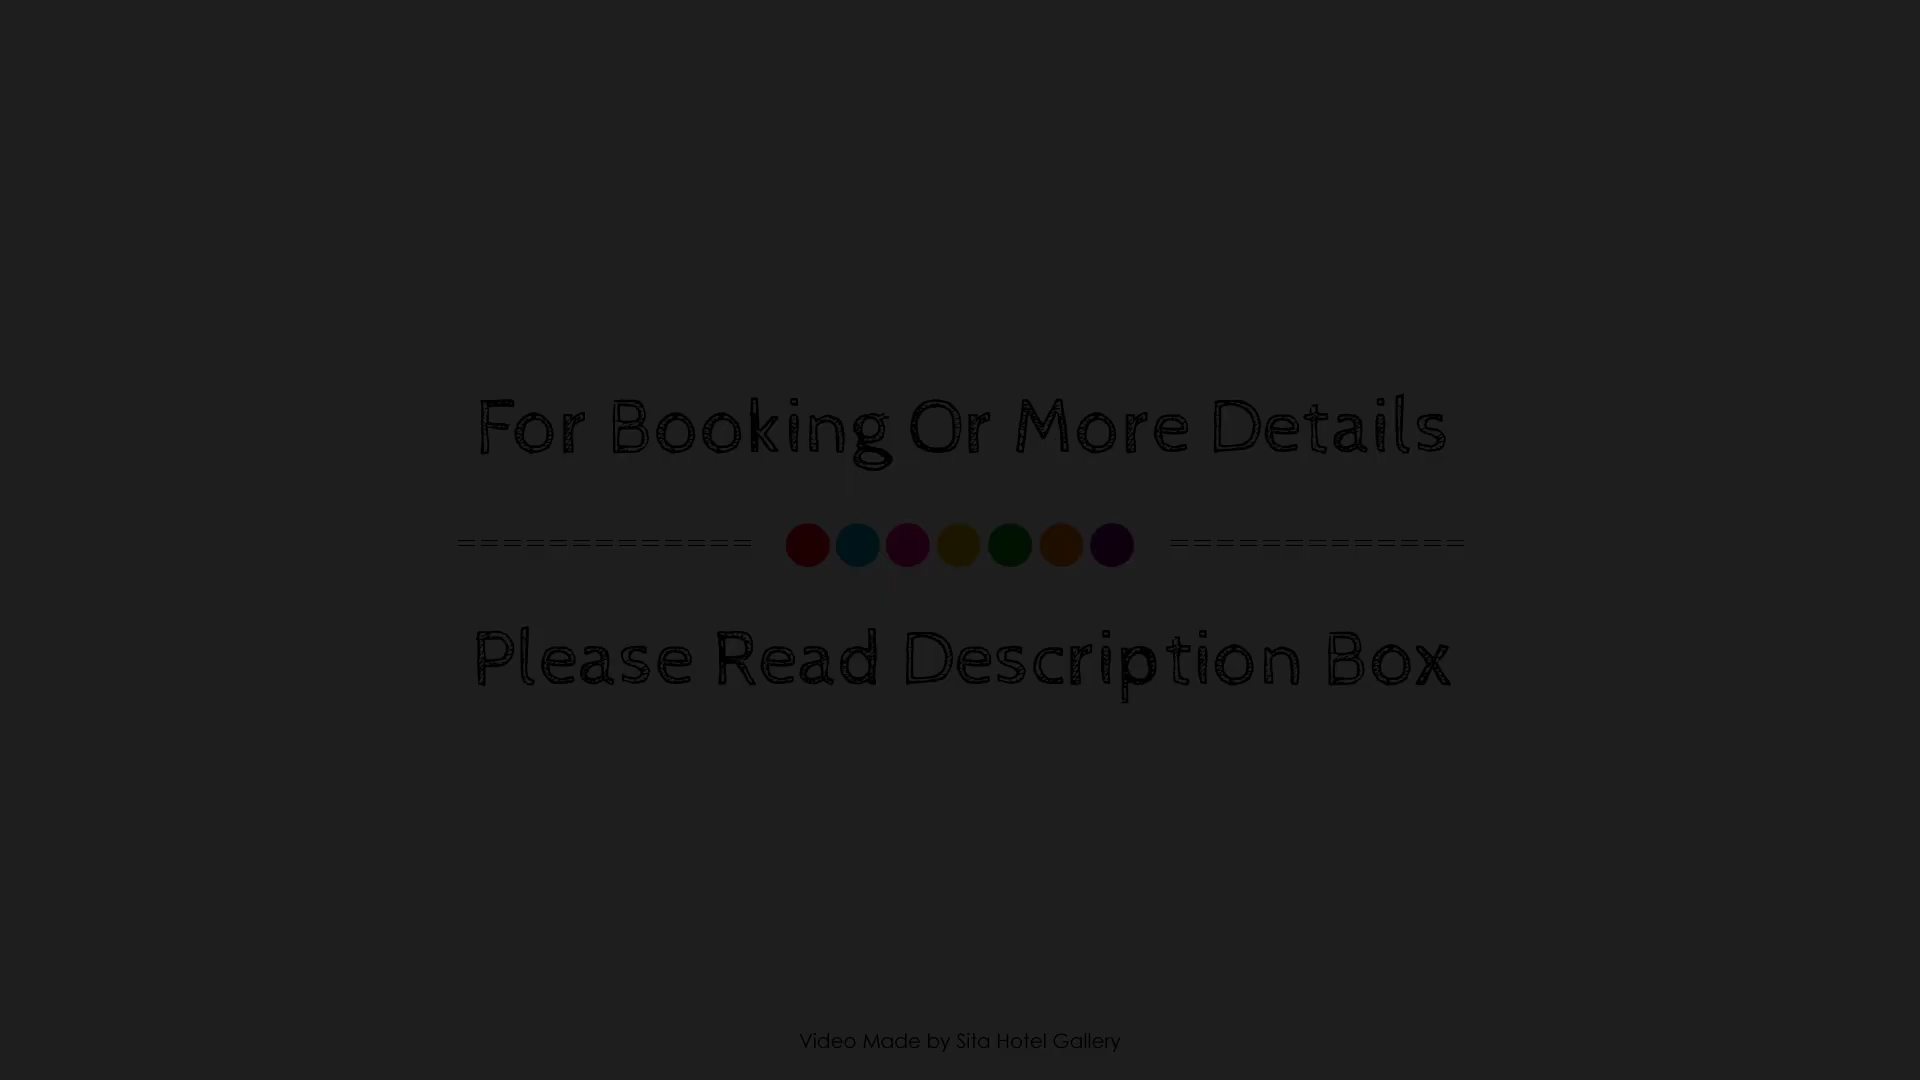 For Booking Or More Details
============= =============
Please Read Description Box
Video Made by Sita Hotel Gallery